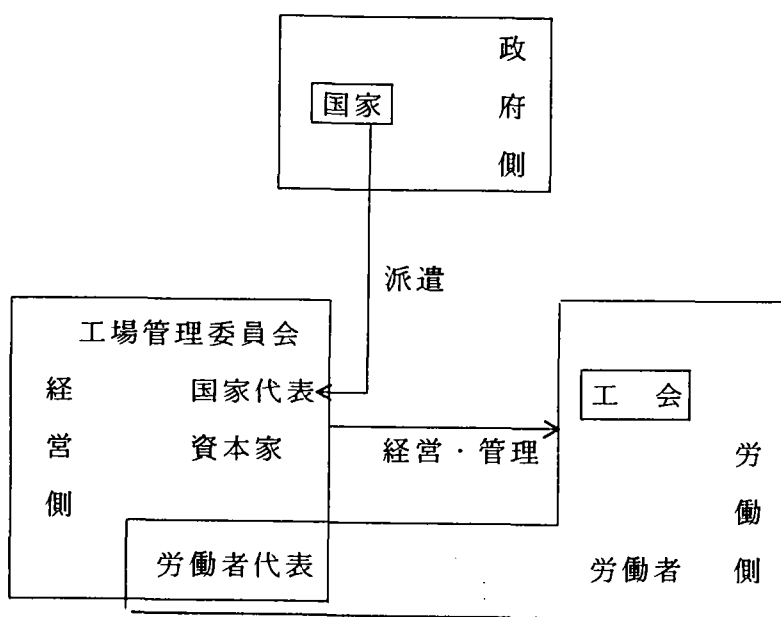 政府側
国家
派遣
工場管理委員会
経営側
国家代表
資本家
労働者代表
経営・管理
工会
労働側
労働者